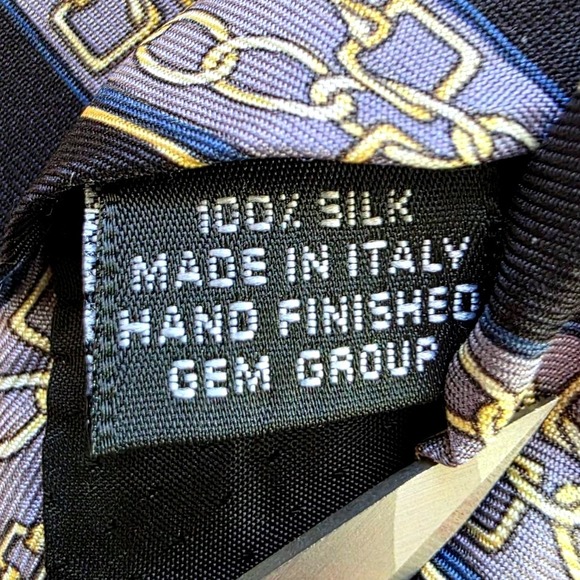 100% SILK
MADE IN ITALY
HAND FINISHED
GEM GROUP